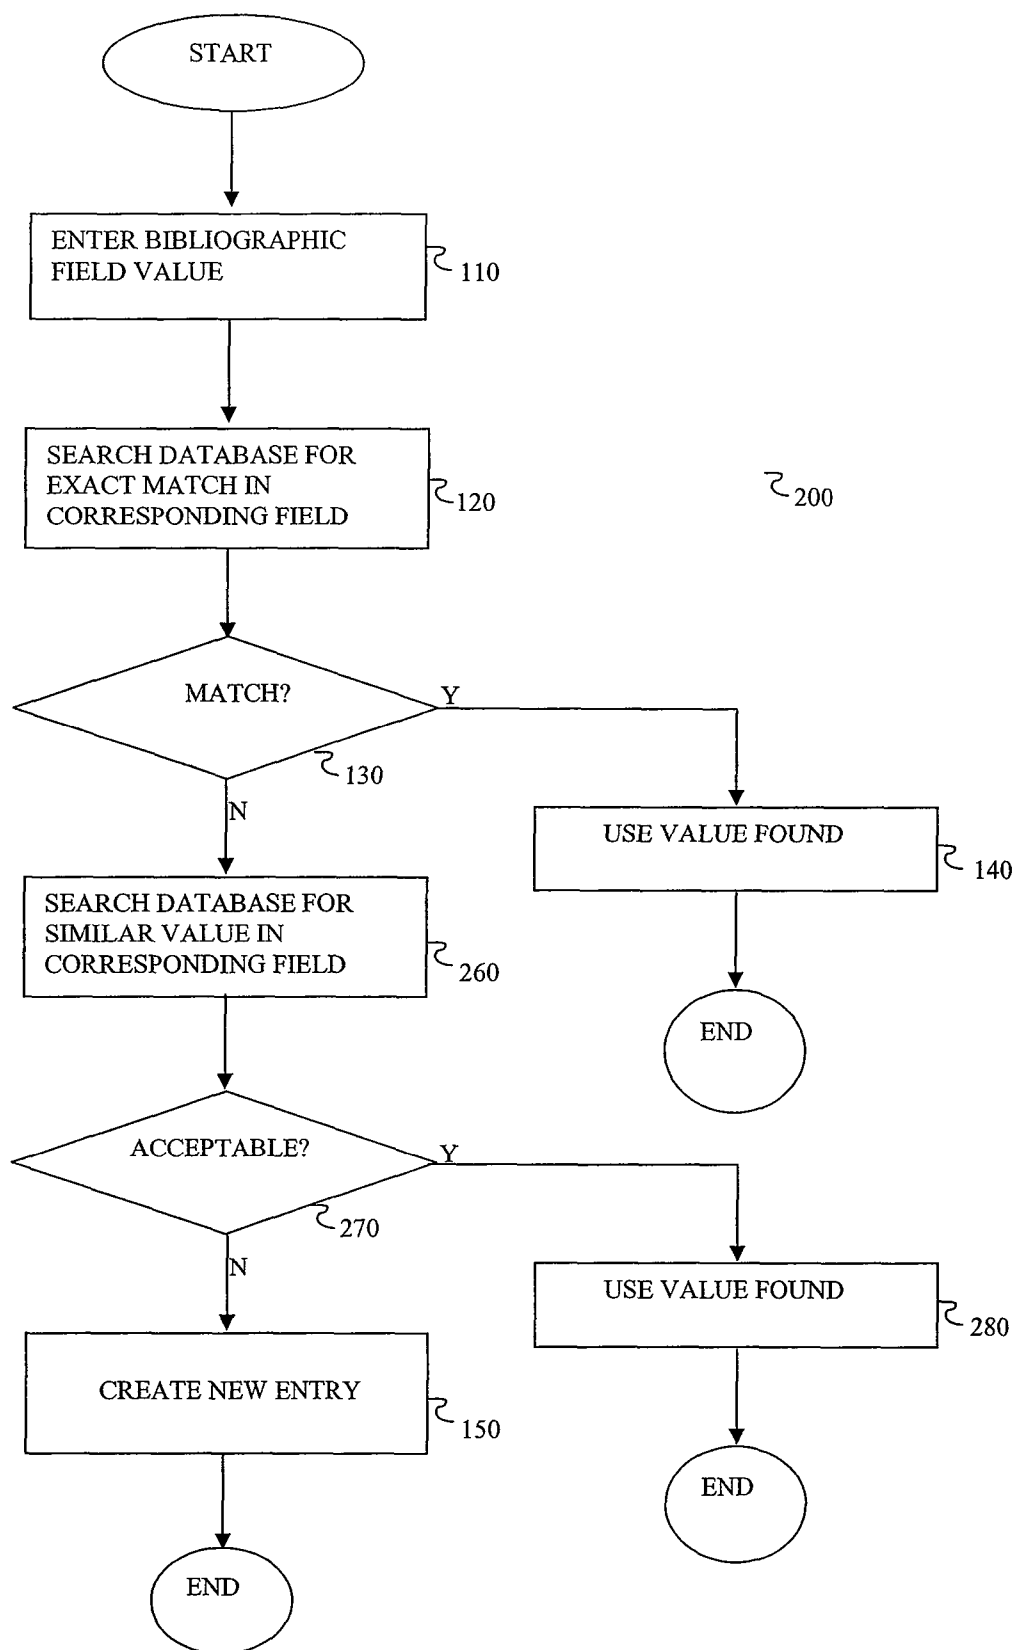 START
ENTER BIBLIOGRAPHIC
FIELD VALUE
110
SEARCH DATABASE FOR
EXACT MATCH IN
CORRESPONDING FIELD
120
200
MATCH?
Y
130
N
USE VALUE FOUND
140
SEARCH DATABASE FOR
SIMILAR VALUE IN
CORRESPONDING FIELD
260
END
ACCEPTABLE?
Y
270
N
USE VALUE FOUND
280
CREATE NEW ENTRY
150
END
END